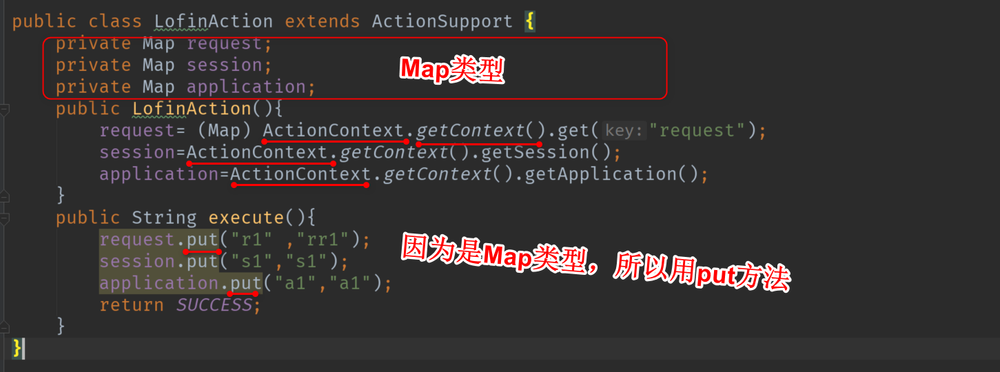 public class LofinAction extends ActionSupport {
private Map request;
private Map session;
Map类型
private Map application;
public LofinAction(){
request= (Map) ActionContext.getContext().get(key:"request");
session=ActionContext.getContext().getSession();
application=ActionContext.getContext().getApplication();
}
public String execute(){
request.put("r1" ,"rr1");
session.put("s1","s1");
因为是Map类型，所以用put方法
application.put("a1","a1");
return SUCCESS;
}
}